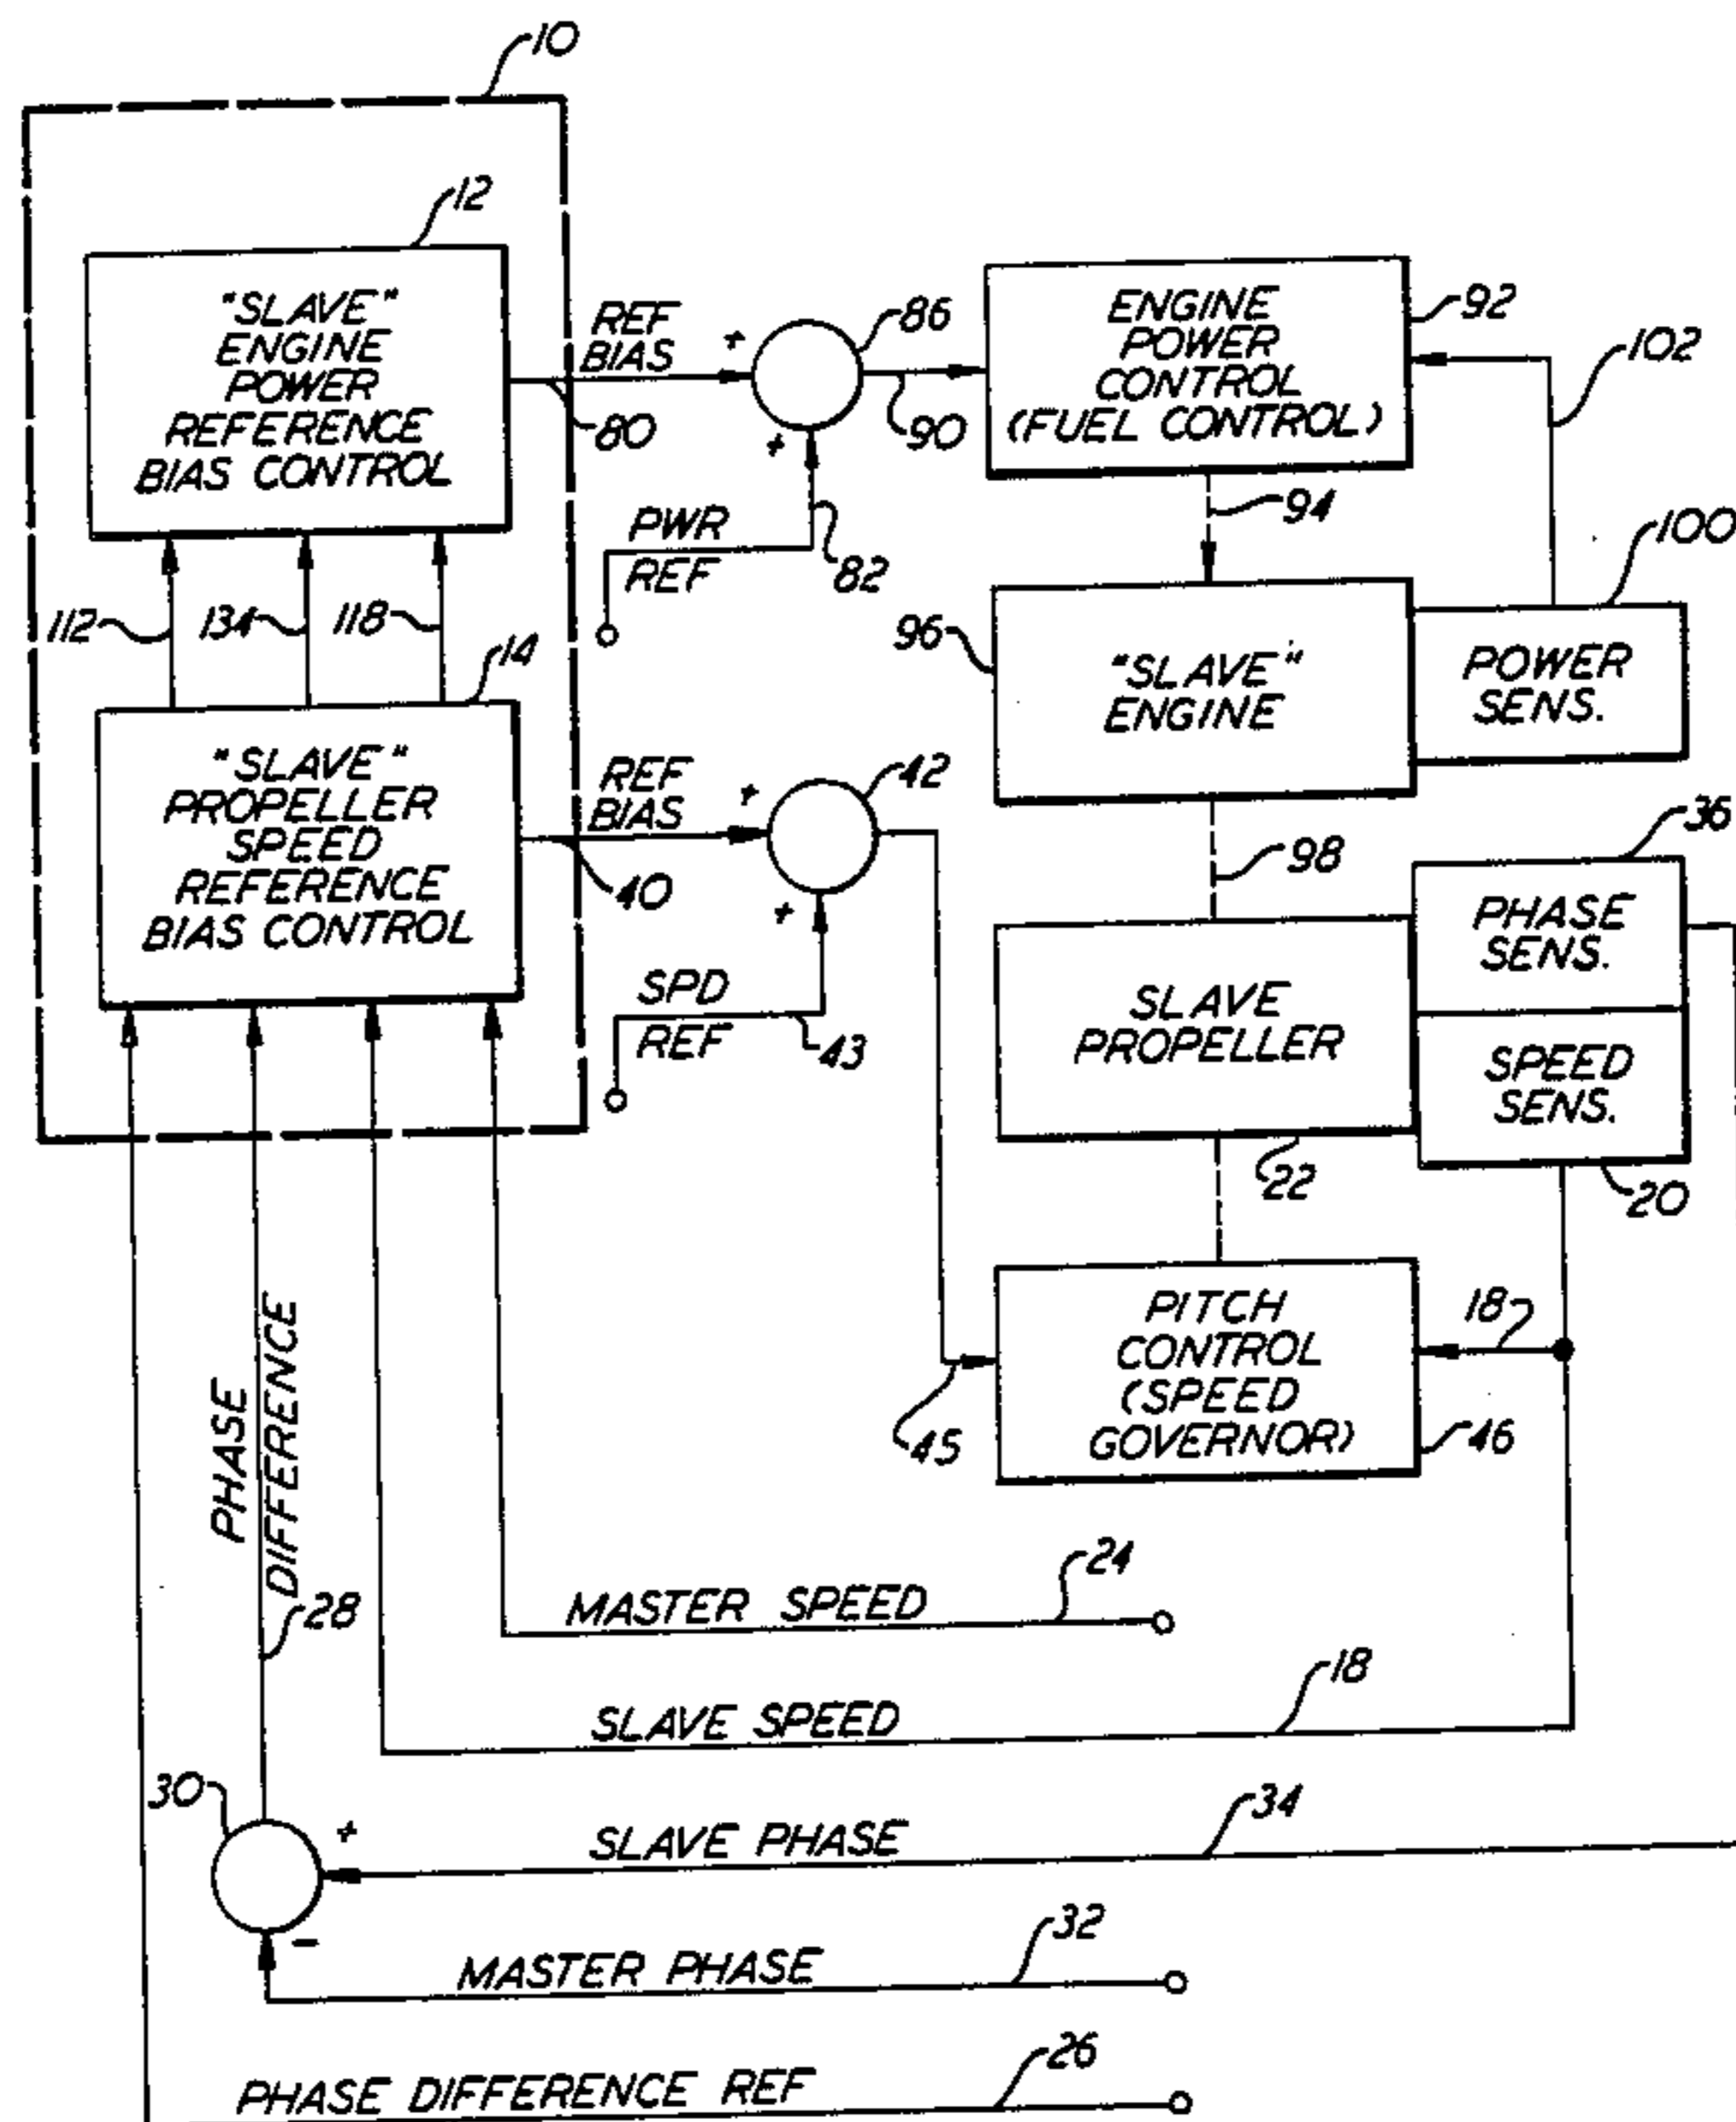 10
12
"SLAVE"
ENGINE
POWER
REFERENCE
BIAS CONTROL
REF
BIAS
80
+
+
86
90
ENGINE
POWER
CONTROL
(FUEL CONTROL)
92
102
PWR
REF
82
94
100
112
134
118
14
96
"SLAVE"
ENGINE
POWER
SENS.
"SLAVE"
PROPELLER
SPEED
REFERENCE
BIAS CONTROL
REF
BIAS
40
+
+
42
98
36
SPD
REF
43
SLAVE
PROPELLER
PHASE
SENS.
SPEED
SENS.
22
20
PITCH
CONTROL
(SPEED
GOVERNOR)
18
45
46
PHASE
DIFFERENCE
28
MASTER SPEED
24
SLAVE SPEED
18
30
+
SLAVE PHASE
34
-
MASTER PHASE
32
PHASE DIFFERENCE REF
26